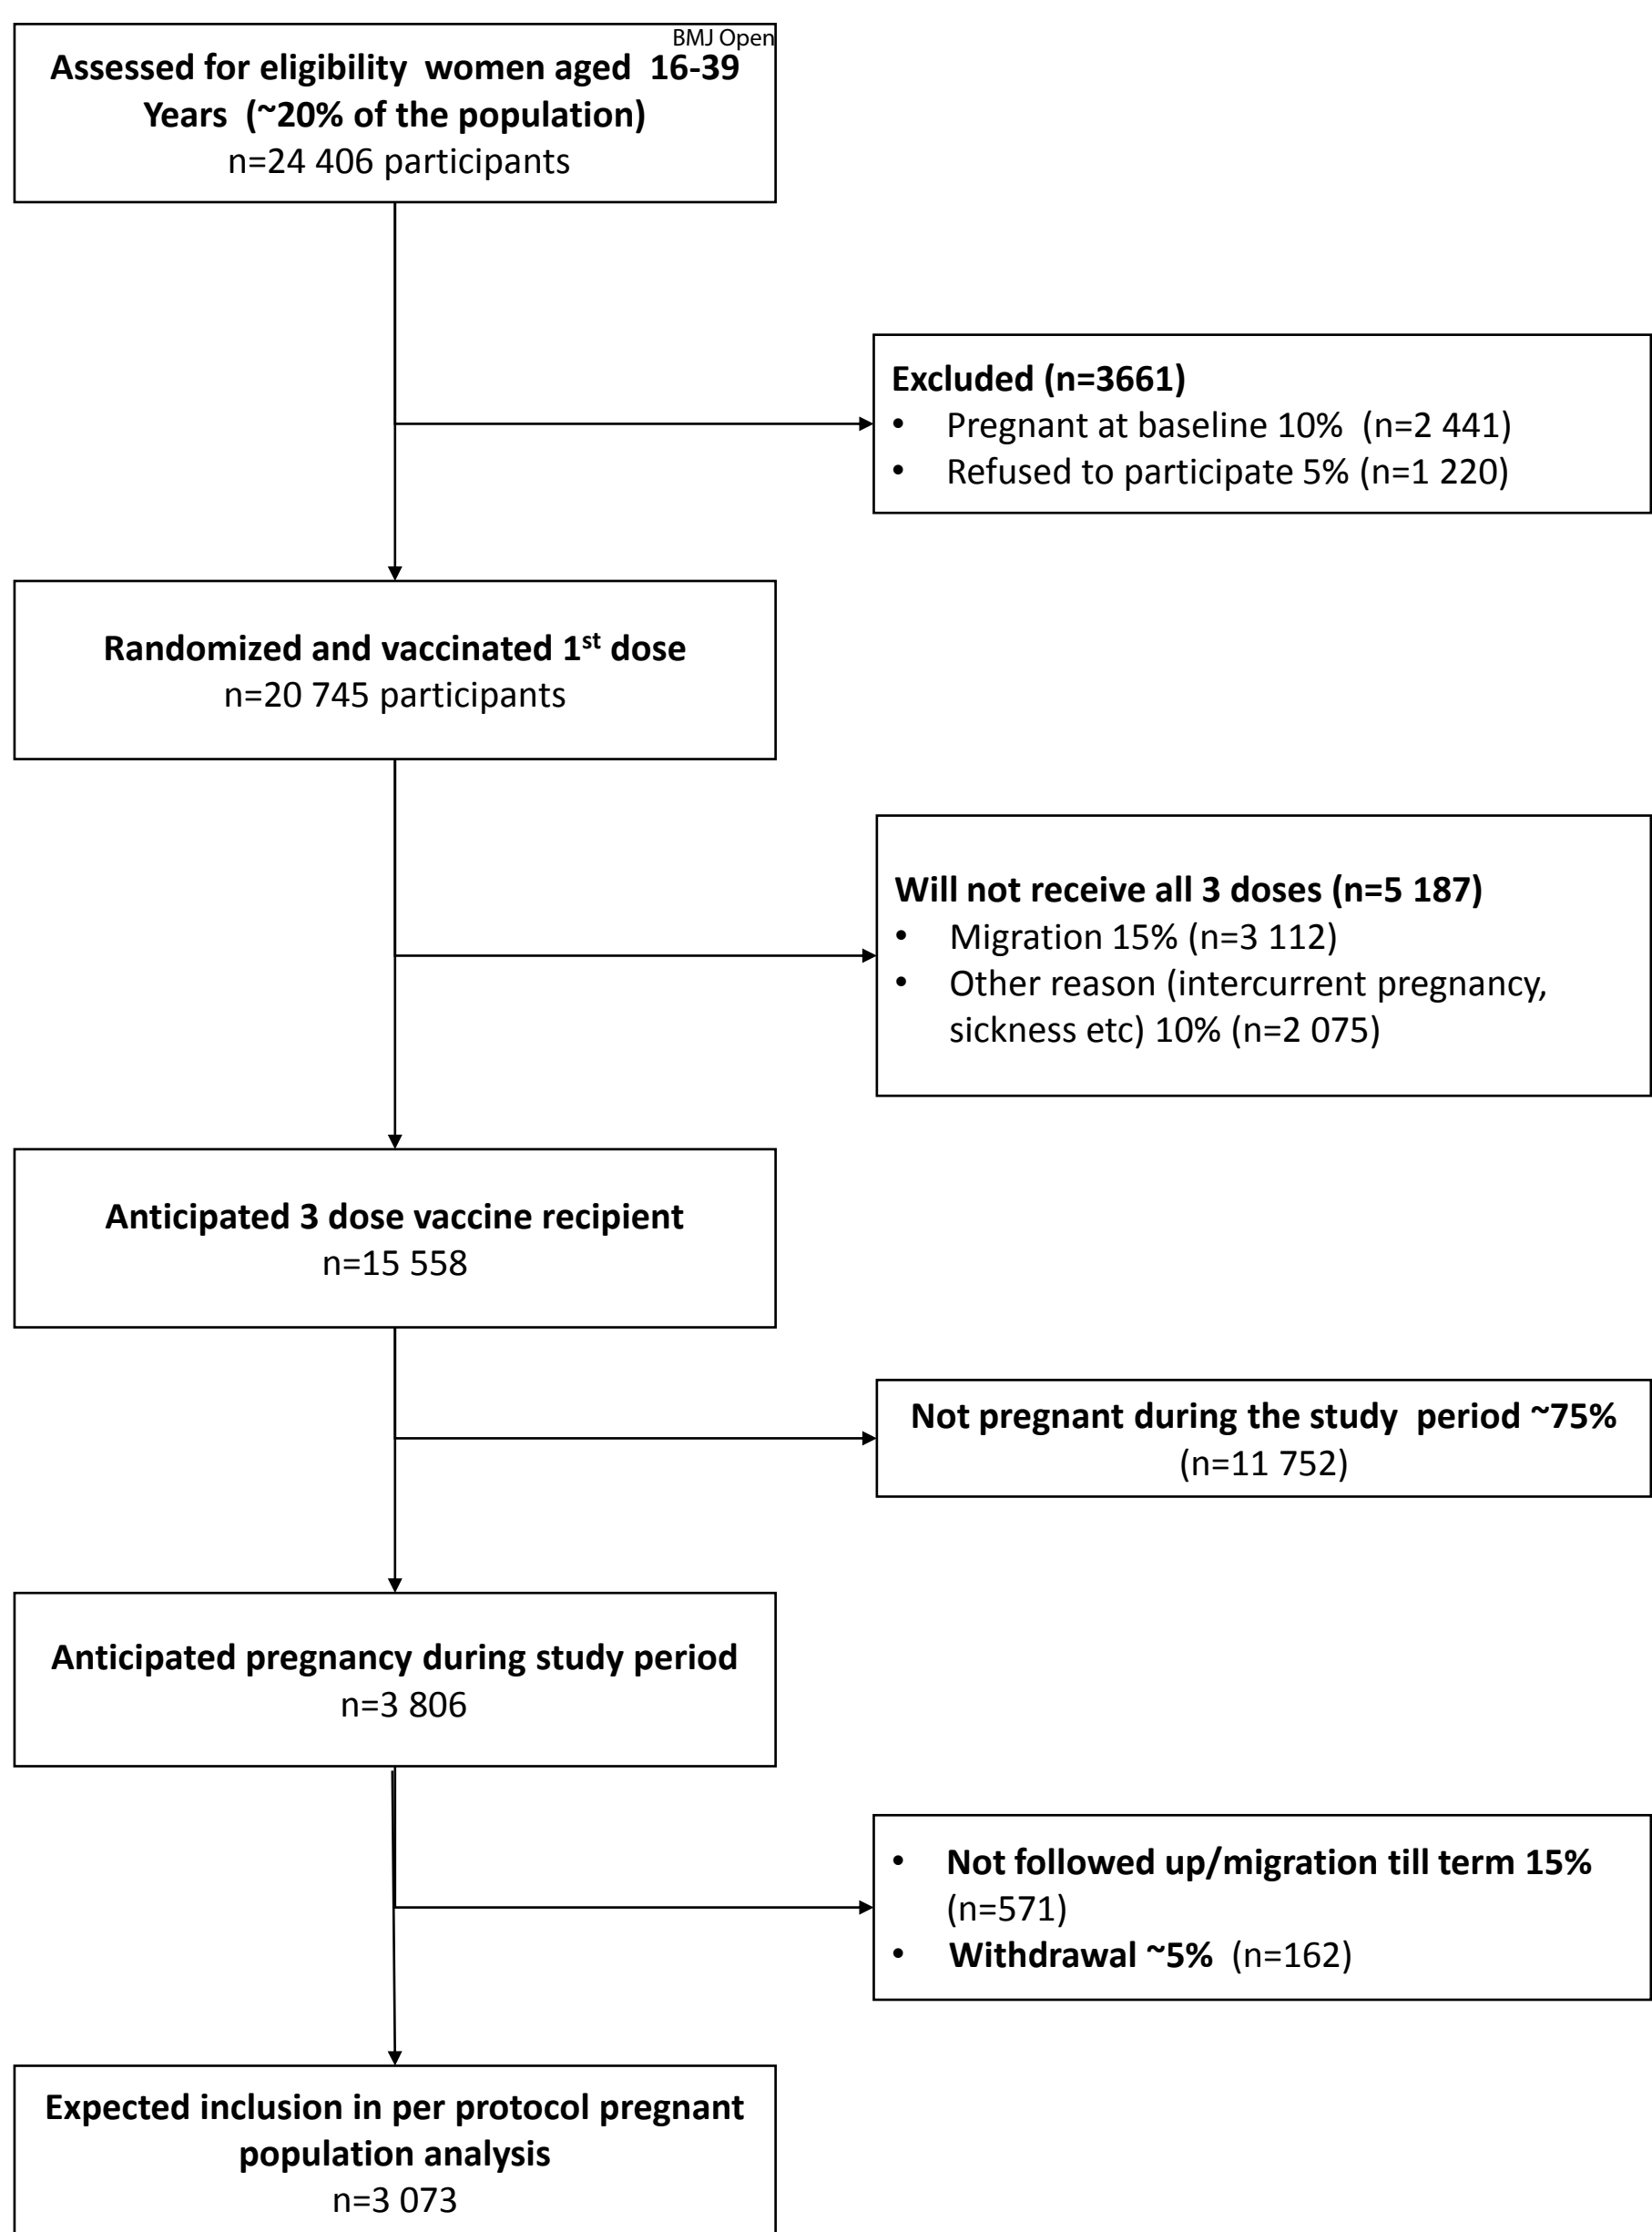 BMJ Open
Assessed for eligibility women aged 16-39
Years (~20% of the population)
n=24 406 participants
Excluded (n=3661)
• Pregnant at baseline 10% (n=2 441)
• Refused to participate 5% (n=1 220)
Randomized and vaccinated 1st dose
n=20 745 participants
Will not receive all 3 doses (n=5 187)
• Migration 15% (n=3 112)
• Other reason (intercurrent pregnancy,
sickness etc) 10% (n=2 075)
Anticipated 3 dose vaccine recipient
n=15 558
Not pregnant during the study period ~75%
(n=11 752)
Anticipated pregnancy during study period
n=3 806
• Not followed up/migration till term 15%
(n=571)
• Withdrawal ~5% (n=162)
Expected inclusion in per protocol pregnant
population analysis
n=3 073